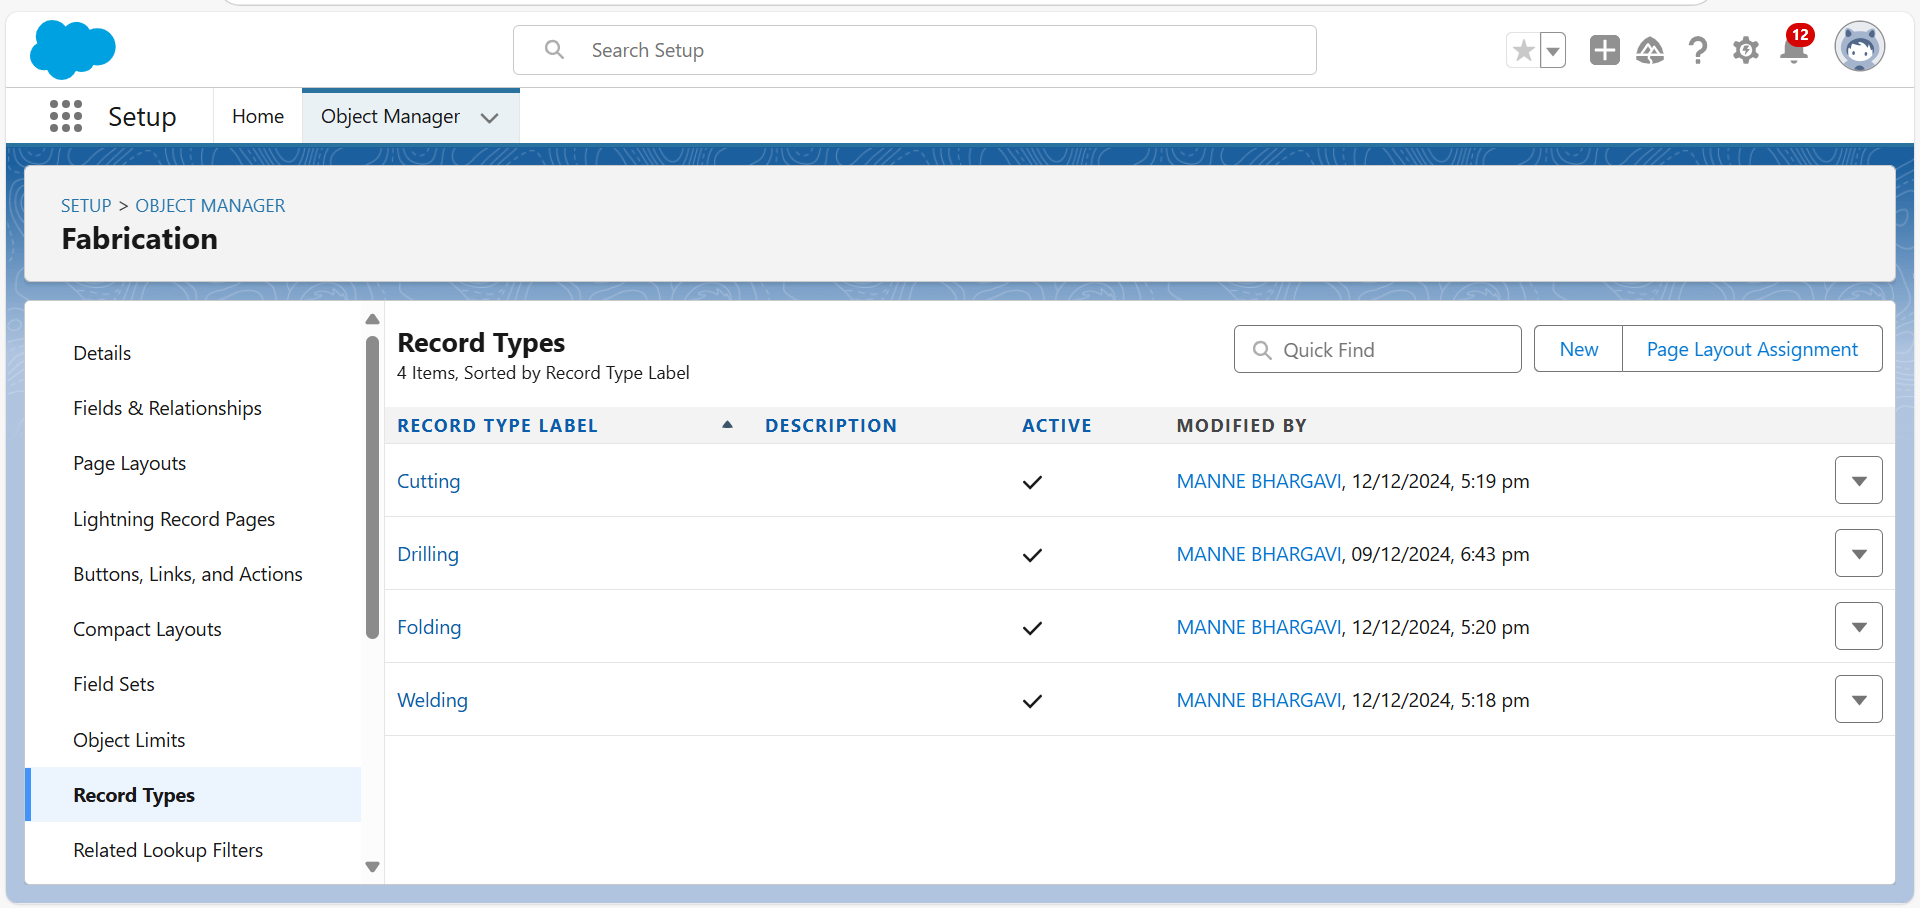 Search Setup
12
Setup
Home
Object Manager
SETUP > OBJECT MANAGER
Fabrication
Details
Fields & Relationships
Page Layouts
Lightning Record Pages
Buttons, Links, and Actions
Compact Layouts
Field Sets
Object Limits
Record Types
Related Lookup Filters
Record Types
4 Items, Sorted by Record Type Label
Quick Find
New
Page Layout Assignment
RECORD TYPE LABEL DESCRIPTION ACTIVE MODIFIED BY
Cutting MANNE BHARGAVI, 12/12/2024, 5:19 pm
Drilling MANNE BHARGAVI, 09/12/2024, 6:43 pm
Folding MANNE BHARGAVI, 12/12/2024, 5:20 pm
Welding MANNE BHARGAVI, 12/12/2024, 5:18 pm